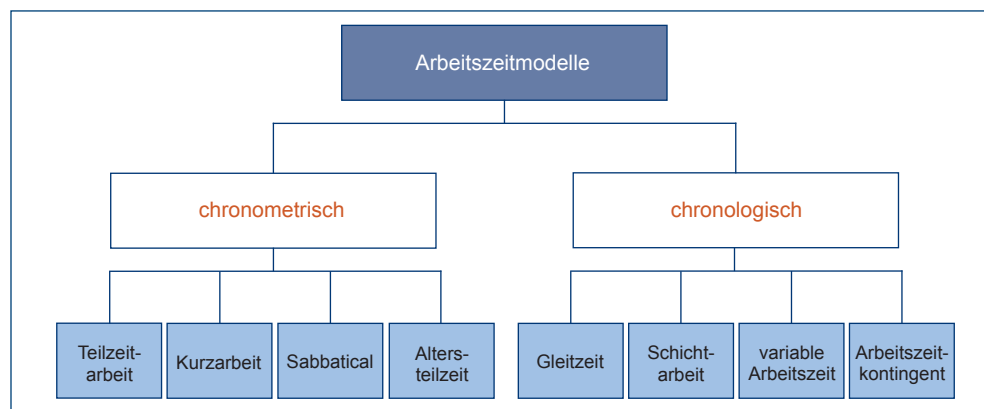 Arbeitszeitmodelle
chronometrisch
chronologisch
Teilzeit-
arbeit
Kurzarbeit
Sabbatical
Alters-
teilzeit
Gleitzeit
Schicht-
arbeit
variable
Arbeitszeit
Arbeitszeit-
kontingent